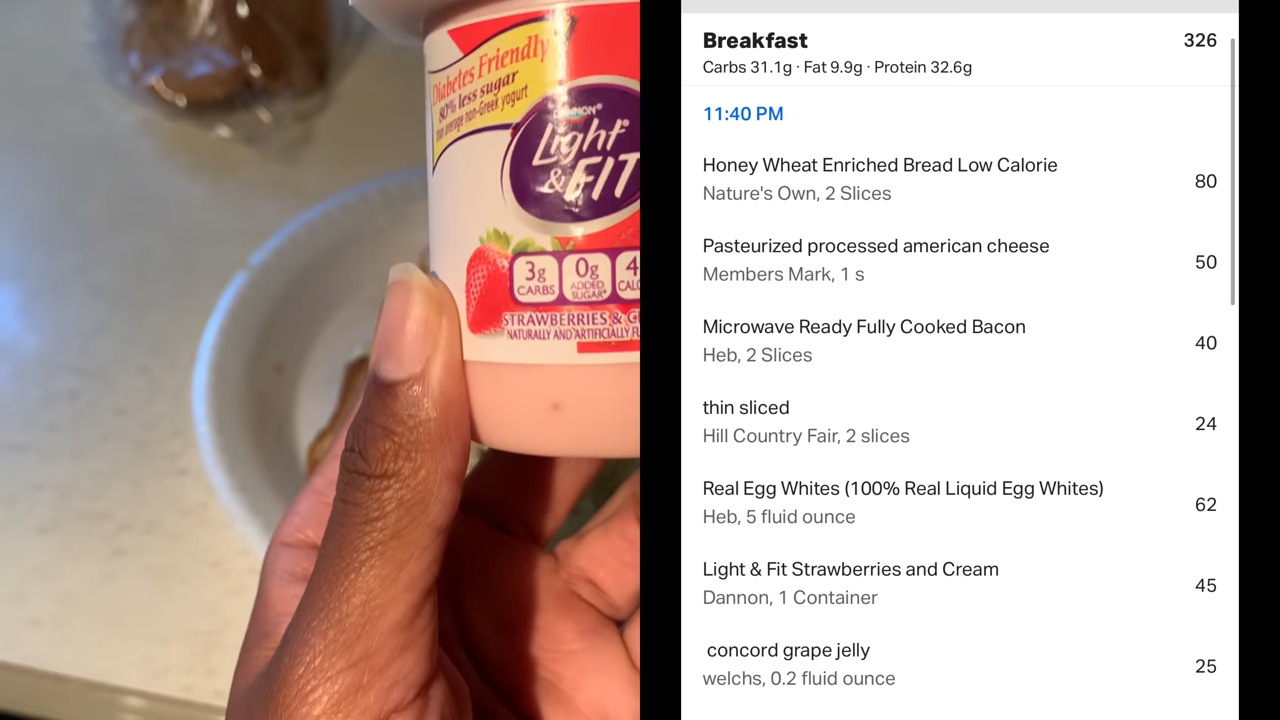 Diabetes Friendly
80% less sugar
than average non-Greek yogurt
DANNON®
Light®
& FIT
3g
CARBS
0g
ADDED
SUGAR*
4
CALO
STRAWBERRIES & C
NATURALLY AND ARTIFICIALLY FL
Breakfast 326
Carbs 31.1g · Fat 9.9g · Protein 32.6g
11:40 PM
Honey Wheat Enriched Bread Low Calorie
Nature's Own, 2 Slices 80
Pasteurized processed american cheese
Members Mark, 1 s 50
Microwave Ready Fully Cooked Bacon
Heb, 2 Slices 40
thin sliced
Hill Country Fair, 2 slices 24
Real Egg Whites (100% Real Liquid Egg Whites)
Heb, 5 fluid ounce 62
Light & Fit Strawberries and Cream
Dannon, 1 Container 45
concord grape jelly
welchs, 0.2 fluid ounce 25